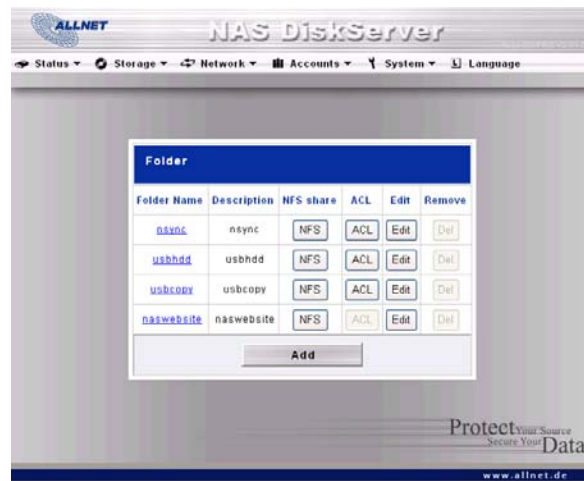 ALLNET
NAS DiskServer
Status Storage Network Accounts System Language
Folder
Folder Name Description NFS share ACL Edit Remove
nsync nsync NFS ACL Edit Del
usbhdd usbhdd NFS ACL Edit Del
usbcopy usbcopy NFS ACL Edit Del
naswebsite naswebsite NFS ACL Edit Del
Add
Protect Your Source
Secure Your Data
www.allnet.de